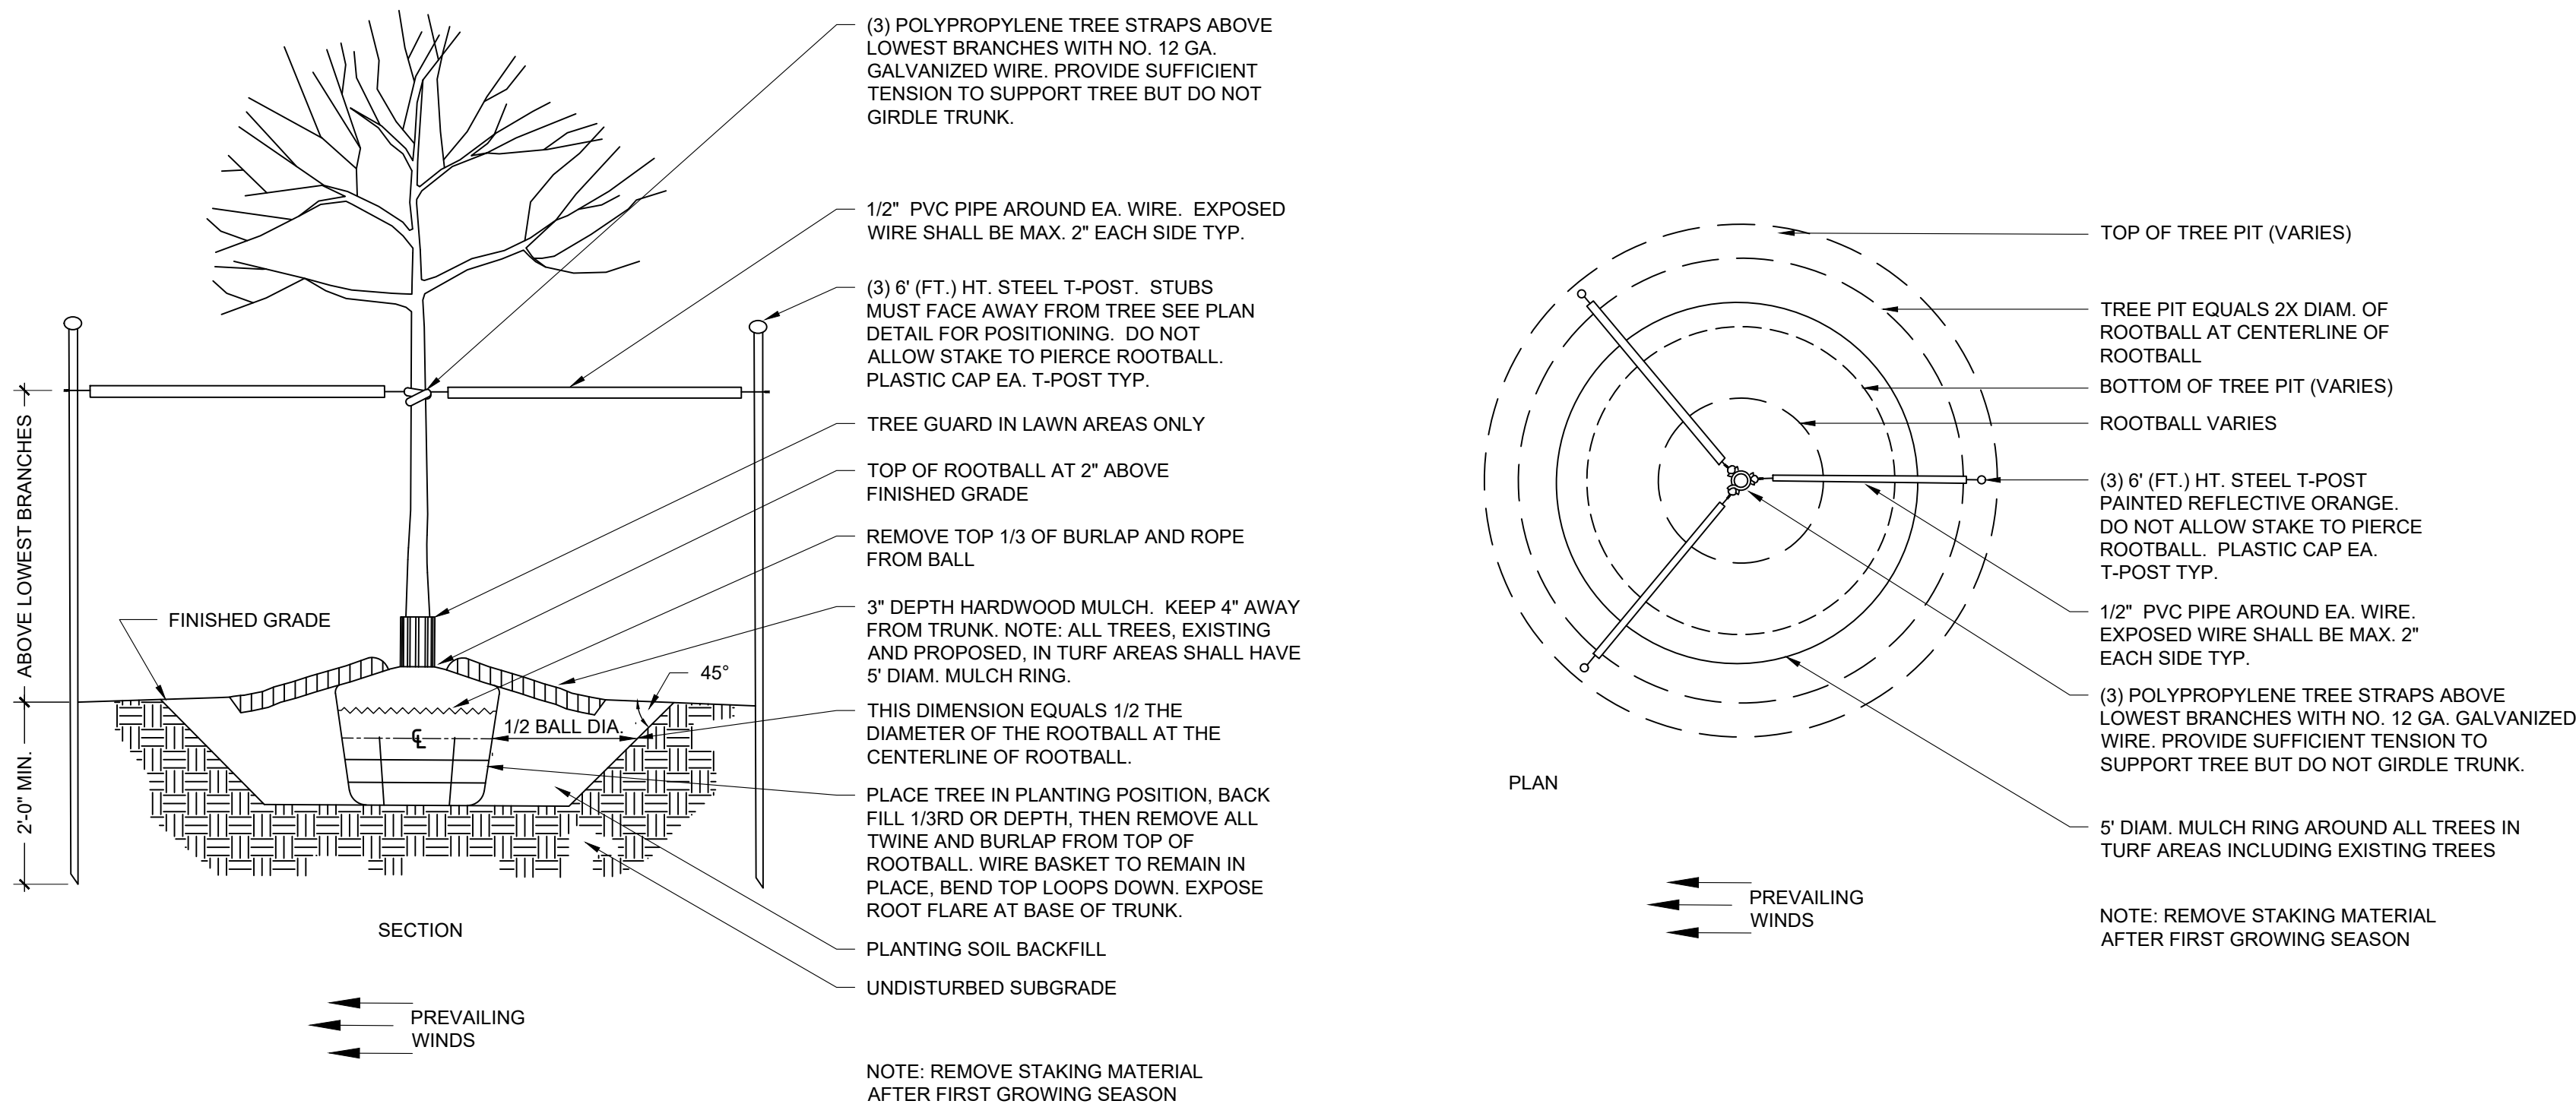 (3) POLYPROPYLENE TREE STRAPS ABOVE
LOWEST BRANCHES WITH NO. 12 GA.
GALVANIZED WIRE. PROVIDE SUFFICIENT
TENSION TO SUPPORT TREE BUT DO NOT
GIRDLE TRUNK.
1/2" PVC PIPE AROUND EA. WIRE. EXPOSED
WIRE SHALL BE MAX. 2" EACH SIDE TYP.
(3) 6' (FT.) HT. STEEL T-POST. STUBS
MUST FACE AWAY FROM TREE SEE PLAN
DETAIL FOR POSITIONING. DO NOT
ALLOW STAKE TO PIERCE ROOTBALL.
PLASTIC CAP EA. T-POST TYP.
TREE GUARD IN LAWN AREAS ONLY
TOP OF ROOTBALL AT 2" ABOVE
FINISHED GRADE
REMOVE TOP 1/3 OF BURLAP AND ROPE
FROM BALL
3" DEPTH HARDWOOD MULCH. KEEP 4" AWAY
FROM TRUNK. NOTE: ALL TREES, EXISTING
AND PROPOSED, IN TURF AREAS SHALL HAVE
5' DIAM. MULCH RING.
THIS DIMENSION EQUALS 1/2 THE
DIAMETER OF THE ROOTBALL AT THE
CENTERLINE OF ROOTBALL.
PLACE TREE IN PLANTING POSITION, BACK
FILL 1/3RD OR DEPTH, THEN REMOVE ALL
TWINE AND BURLAP FROM TOP OF
ROOTBALL. WIRE BASKET TO REMAIN IN
PLACE, BEND TOP LOOPS DOWN. EXPOSE
ROOT FLARE AT BASE OF TRUNK.
PLANTING SOIL BACKFILL
UNDISTURBED SUBGRADE
ABOVE LOWEST BRANCHES
2'-0" MIN.
FINISHED GRADE
45°
1/2 BALL DIA.
CL
SECTION
PREVAILING
WINDS
NOTE: REMOVE STAKING MATERIAL
AFTER FIRST GROWING SEASON
TOP OF TREE PIT (VARIES)
TREE PIT EQUALS 2X DIAM. OF
ROOTBALL AT CENTERLINE OF
ROOTBALL
BOTTOM OF TREE PIT (VARIES)
ROOTBALL VARIES
(3) 6' (FT.) HT. STEEL T-POST
PAINTED REFLECTIVE ORANGE.
DO NOT ALLOW STAKE TO PIERCE
ROOTBALL. PLASTIC CAP EA.
T-POST TYP.
1/2" PVC PIPE AROUND EA. WIRE.
EXPOSED WIRE SHALL BE MAX. 2"
EACH SIDE TYP.
(3) POLYPROPYLENE TREE STRAPS ABOVE
LOWEST BRANCHES WITH NO. 12 GA. GALVANIZED
WIRE. PROVIDE SUFFICIENT TENSION TO
SUPPORT TREE BUT DO NOT GIRDLE TRUNK.
5' DIAM. MULCH RING AROUND ALL TREES IN
TURF AREAS INCLUDING EXISTING TREES
PLAN
PREVAILING
WINDS
NOTE: REMOVE STAKING MATERIAL
AFTER FIRST GROWING SEASON